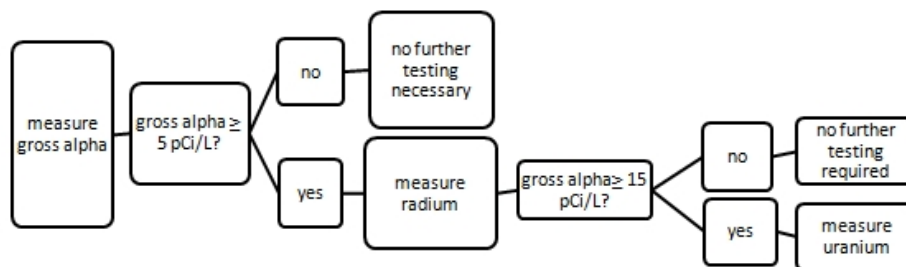 measure
gross alpha
gross alpha ≥
5 pCi/L?
no
no further
testing
necessary
yes
measure
radium
gross alpha≥ 15
pCi/L?
no
no further
testing
required
yes
measure
uranium